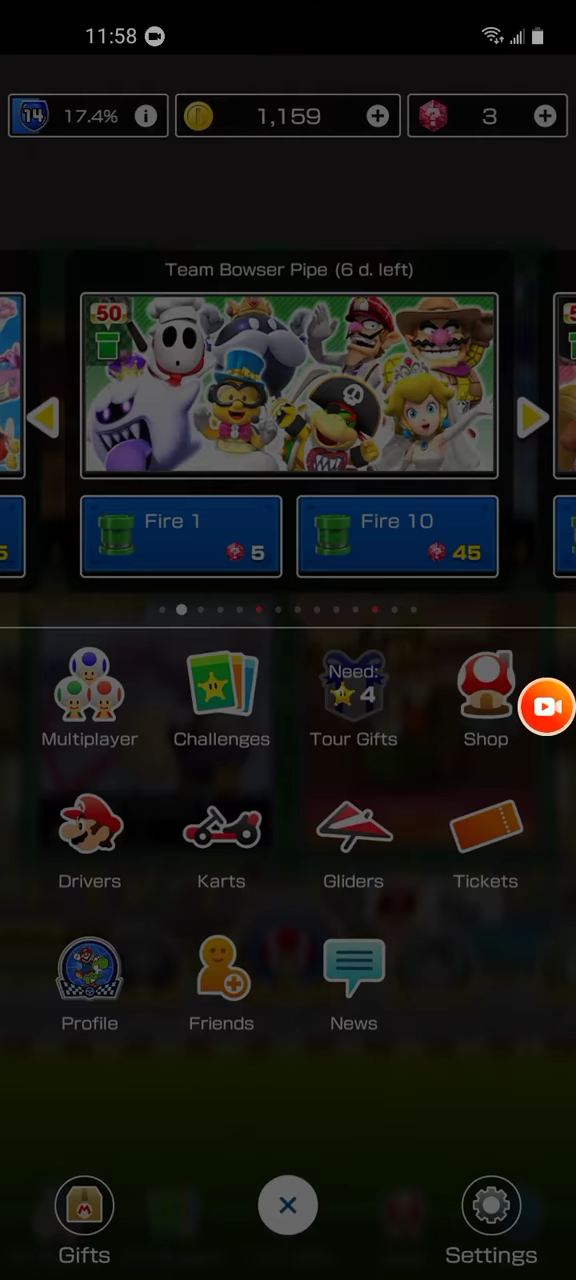 11:58
14 17.4% i 1,159 3
Team Bowser Pipe (6 d. left)
50
Fire 1 Fire 10
5 45
Need:
4
Multiplayer Challenges Tour Gifts Shop
Drivers Karts Gliders Tickets
Profile Friends News
Gifts Settings